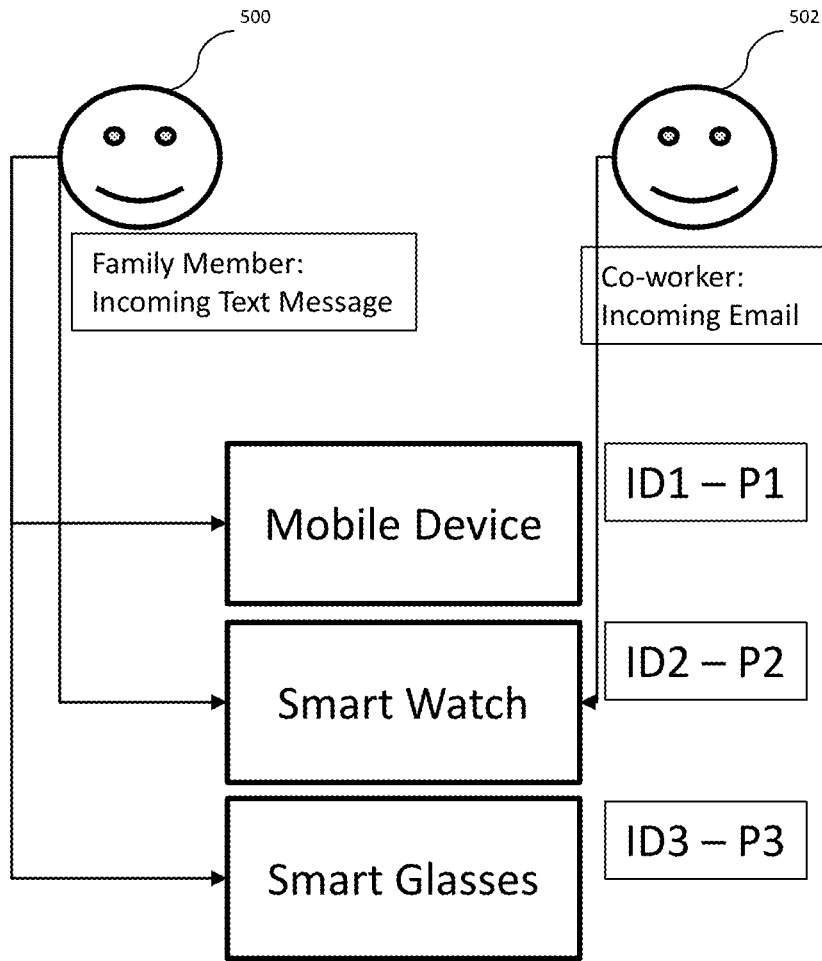 500
502
Family Member:
Incoming Text Message
Co-worker:
Incoming Email
Mobile Device
ID1 – P1
Smart Watch
ID2 – P2
Smart Glasses
ID3 – P3